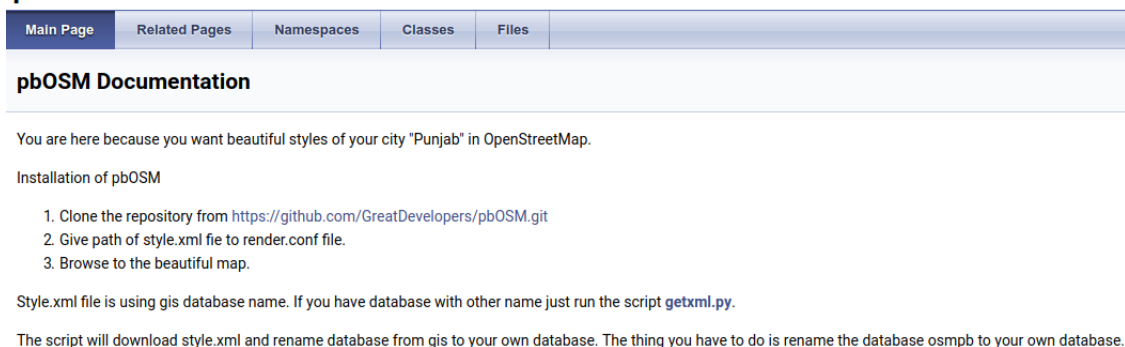 Main Page Related Pages Namespaces Classes Files
pbOSM Documentation
You are here because you want beautiful styles of your city "Punjab" in OpenStreetMap.
Installation of pbOSM
1. Clone the repository from https://github.com/GreatDevelopers/pbOSM.git
2. Give path of style.xml fie to render.conf file.
3. Browse to the beautiful map.
Style.xml file is using gis database name. If you have database with other name just run the script getxml.py.
The script will download style.xml and rename database from gis to your own database. The thing you have to do is rename the database osmpb to your own database.